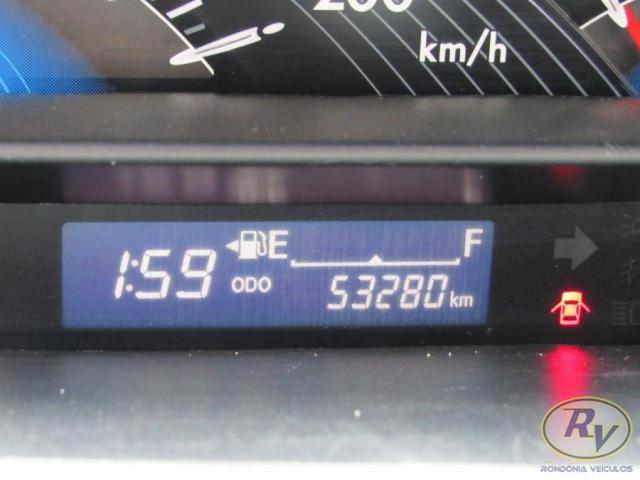 km/h
1:59
E F
ODO 53280 km
RV
RONDONIA VEICULOS